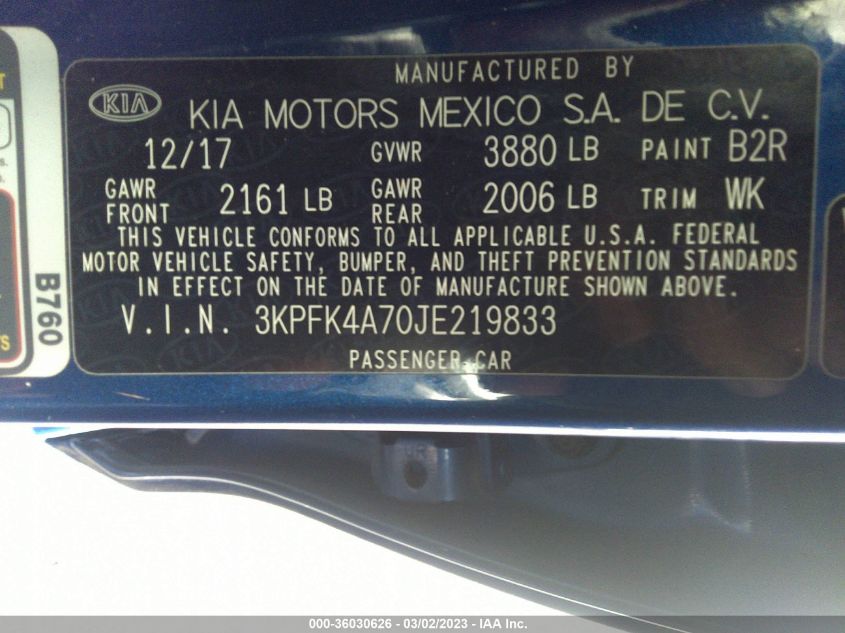 MANUFACTURED BY
KIA KIA MOTORS MEXICO S.A. DE C.V.
12/17 GVWR 3880 LB PAINT B2R
GAWR FRONT 2161 LB GAWR REAR 2006 LB TRIM WK
THIS VEHICLE CONFORMS TO ALL APPLICABLE U.S.A. FEDERAL
MOTOR VEHICLE SAFETY, BUMPER, AND THEFT PREVENTION STANDARDS
IN EFFECT ON THE DATE OF MANUFACTURE SHOWN ABOVE.
V.I.N. 3KPFK4A70JE219833
PASSENGER CAR
B760
000-36030626 - 03/02/2023 - IAA Inc.